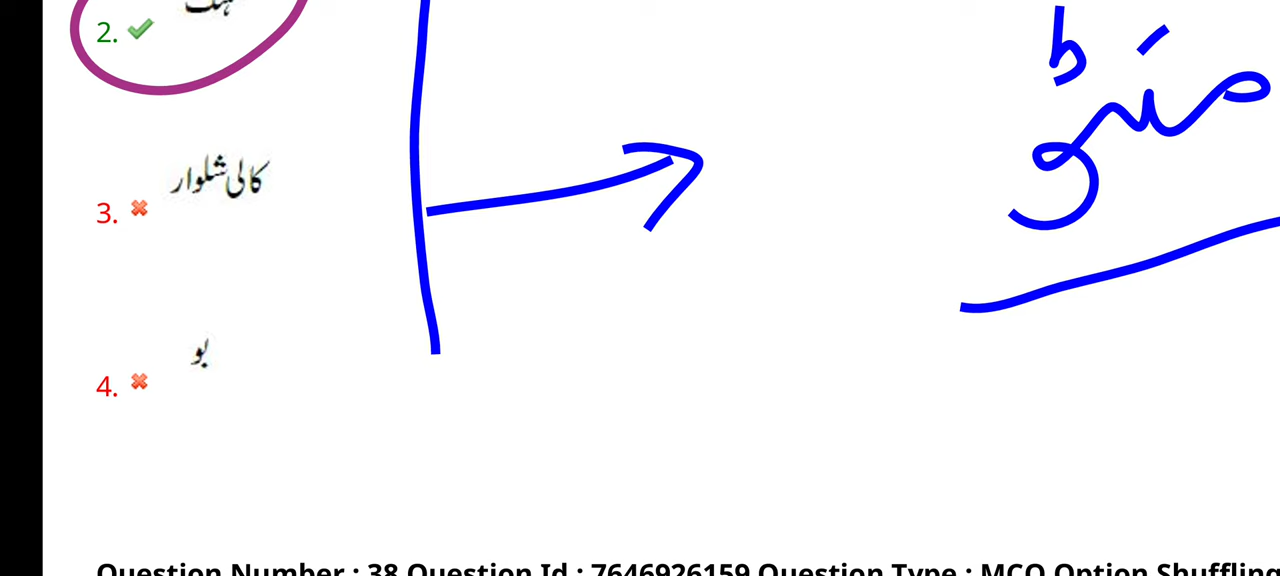 2.
3. کالی شلوار
4. بو
منٹو
Question Number : 38 Question Id : 7646926159 Question Type : MCQ Option Shuffling